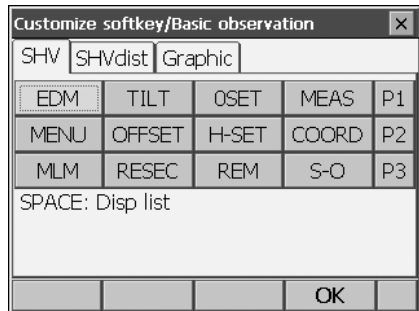 Customize softkey/Basic observation ×
SHV SHVdist Graphic
EDM TILT 0SET MEAS P1
MENU OFFSET H-SET COORD P2
MLM RESEC REM S-O P3
SPACE: Disp list
OK